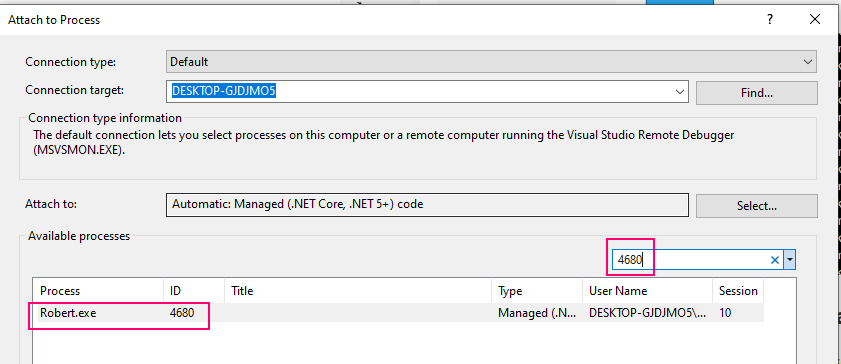 Attach to Process
?
Connection type: Default
Connection target: DESKTOP-GJDJMO5 Find...
Connection type information
The default connection lets you select processes on this computer or a remote computer running the Visual Studio Remote Debugger
(MSVSMON.EXE).
Attach to: Automatic: Managed (.NET Core, .NET 5+) code Select...
Available processes
4680
Process ID Title Type User Name Session
Robert.exe 4680 Managed (.N... DESKTOP-GJDJMO5\... 10